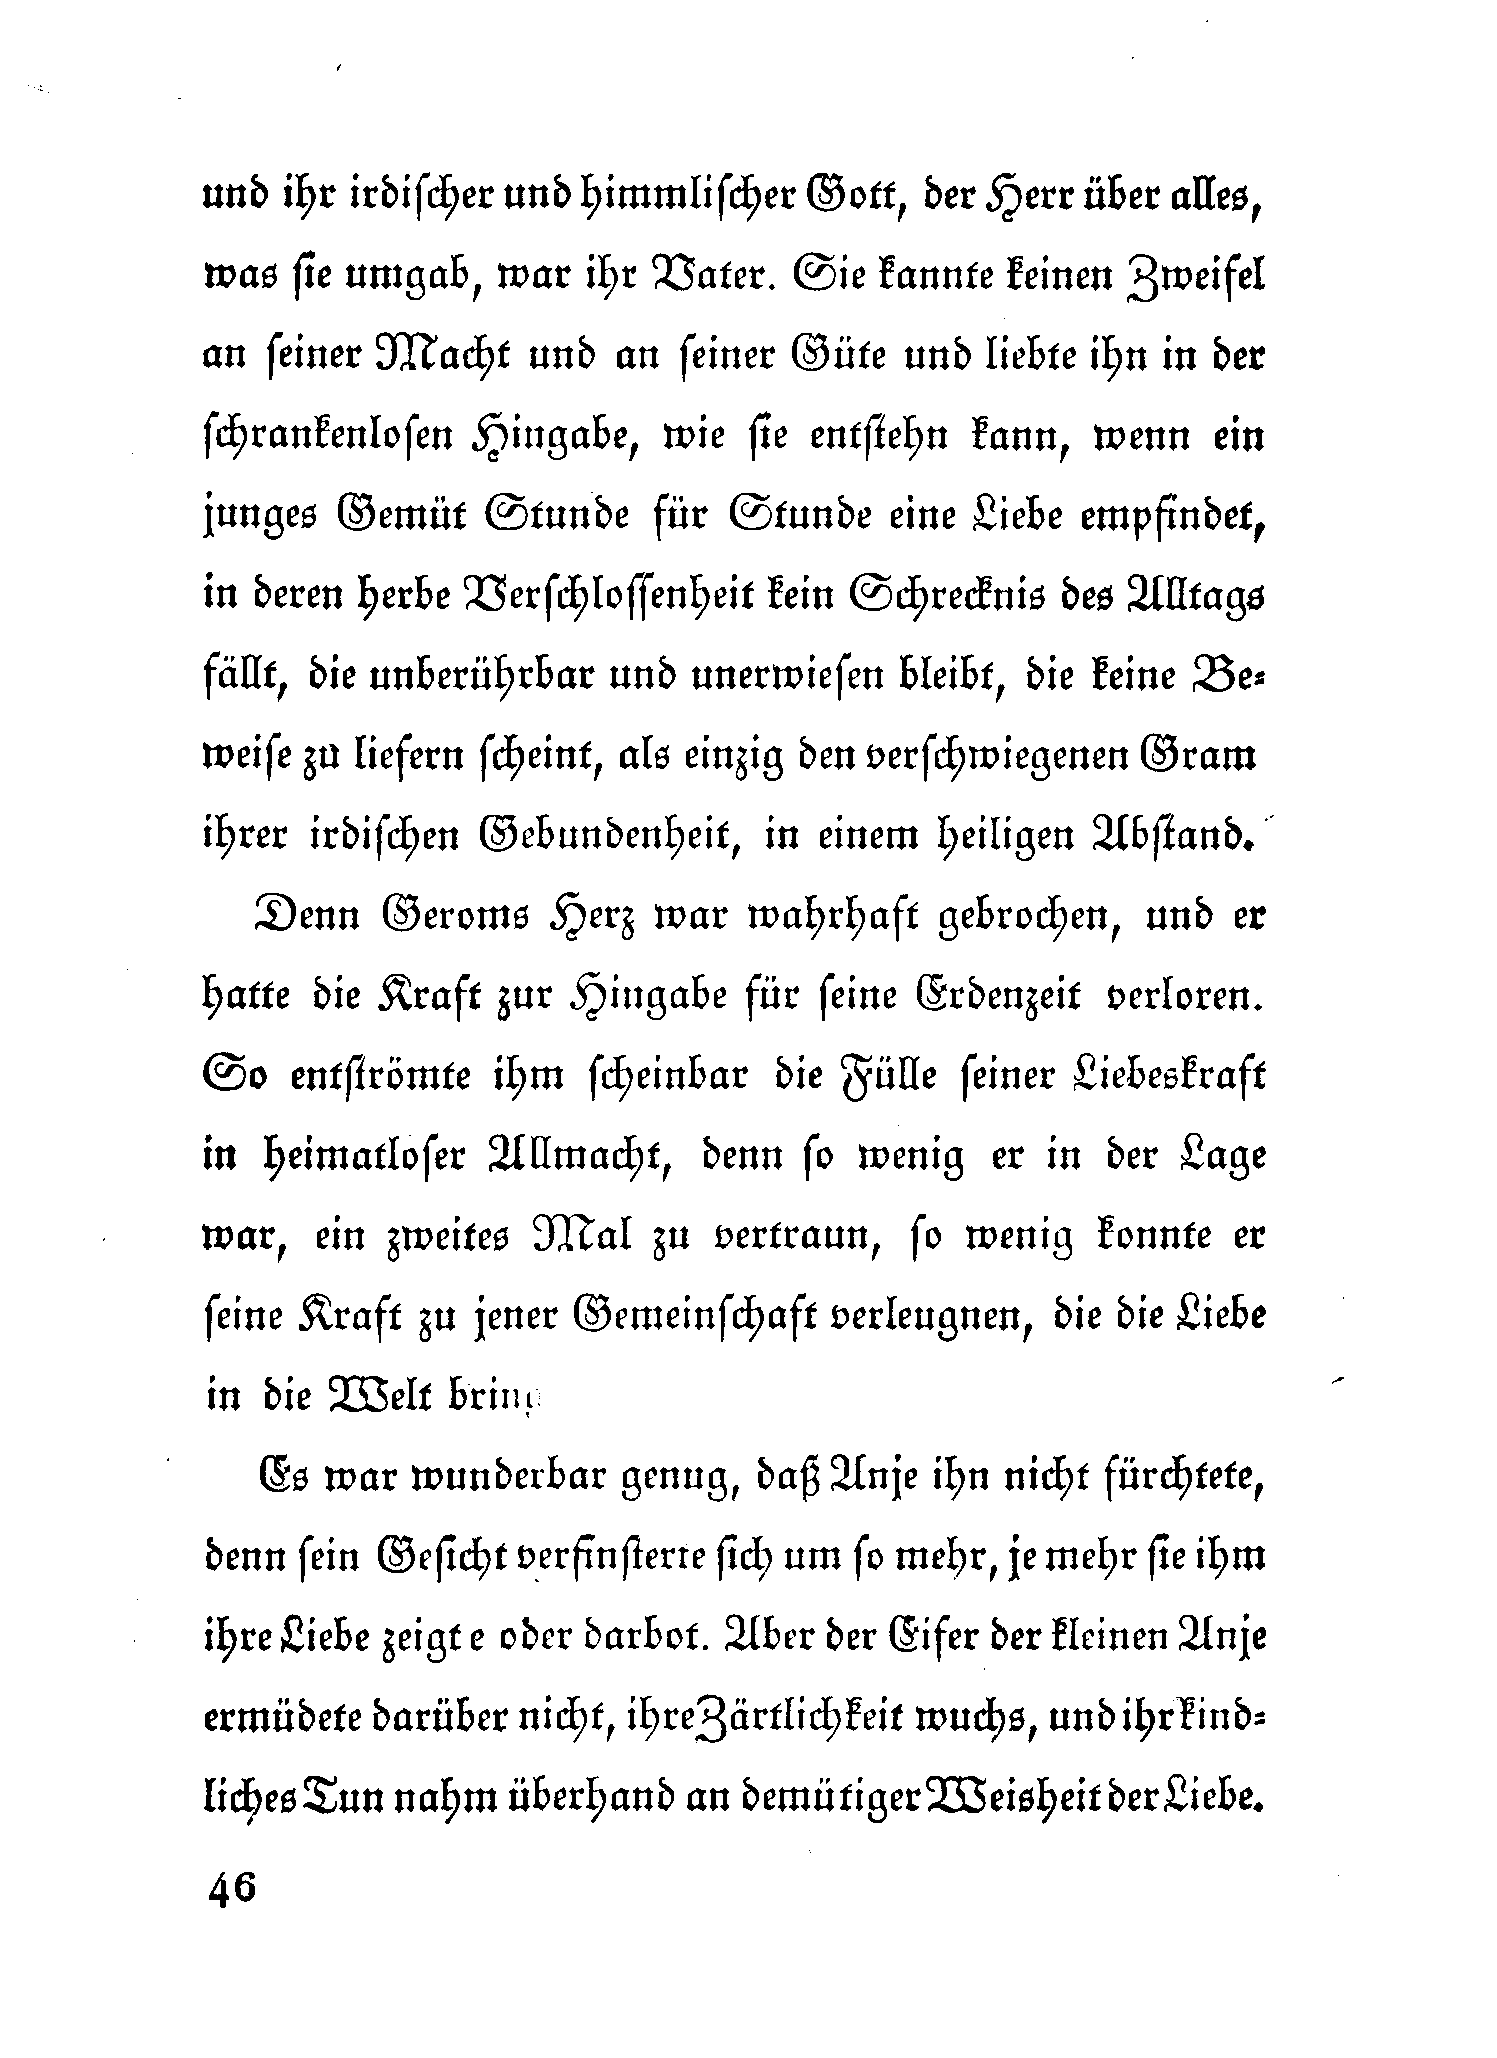 und ihr irdischer und himmlischer Gott, der Herr über alles,
was sie umgab, war ihr Vater. Sie kannte keinen Zweifel
an seiner Macht und an seiner Güte und liebte ihn in der
schrankenlosen Hingabe, wie sie entstehn kann, wenn ein
junges Gemüt Stunde für Stunde eine Liebe empfindet,
in deren herbe Verschlossenheit kein Schrecknis des Alltags
fällt, die unberührbar und unerwiesen bleibt, die keine Be-
weise zu liefern scheint, als einzig den verschwiegenen Gram
ihrer irdischen Gebundenheit, in einem heiligen Abstand.
Denn Geroms Herz war wahrhaft gebrochen, und er
hatte die Kraft zur Hingabe für seine Erdenzeit verloren.
So entströmte ihm scheinbar die Fülle seiner Liebeskraft
in heimatloser Allmacht, denn so wenig er in der Lage
war, ein zweites Mal zu vertraun, so wenig konnte er
seine Kraft zu jener Gemeinschaft verleugnen, die die Liebe
in die Welt
Es war wunderbar genug, daß Anje ihn nicht fürchtete,
denn sein Gesicht verfinsterte sich um so mehr, je mehr sie ihm
ihre Liebe zeigte oder darbot. Aber der Eifer der kleinen Anje
ermüdete darüber nicht, ihre Zärtlichkeit wuchs, und ihr kind-
liches Tun nahm überhand an demütiger Weisheit der Liebe.
46